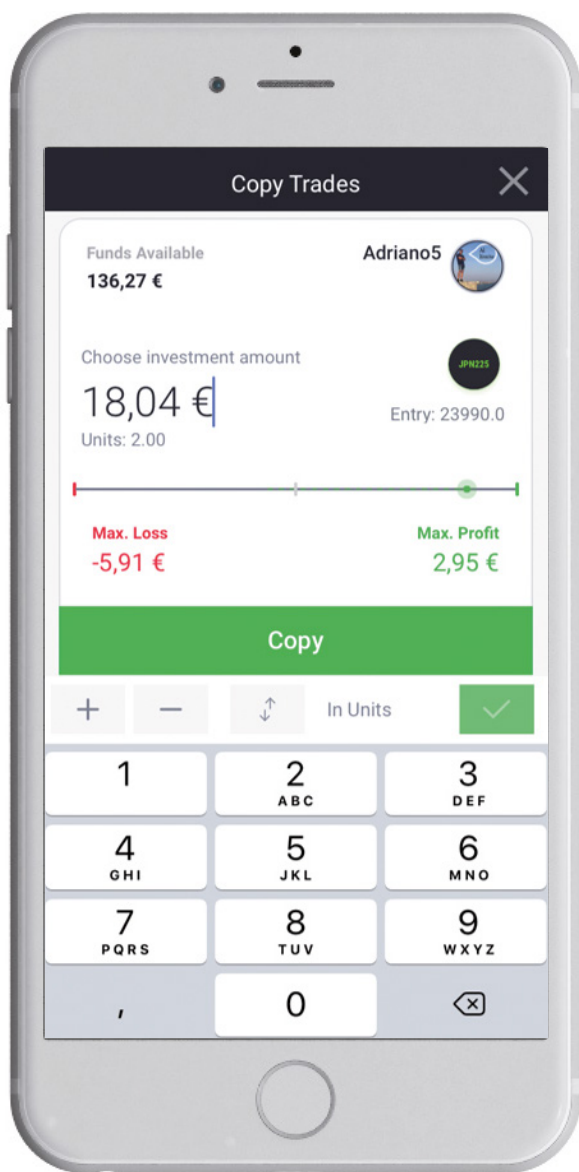 Copy Trades
Funds Available
136,27 €
Adriano5
Choose investment amount
18,04 €
Units: 2.00
JPN225
Entry: 23990.0
Max. Loss
-5,91 €
Max. Profit
2,95 €
Copy
+ − In Units
1
2
ABC
3
DEF
4
GHI
5
JKL
6
MNO
7
PQRS
8
TUV
9
WXYZ
,
0